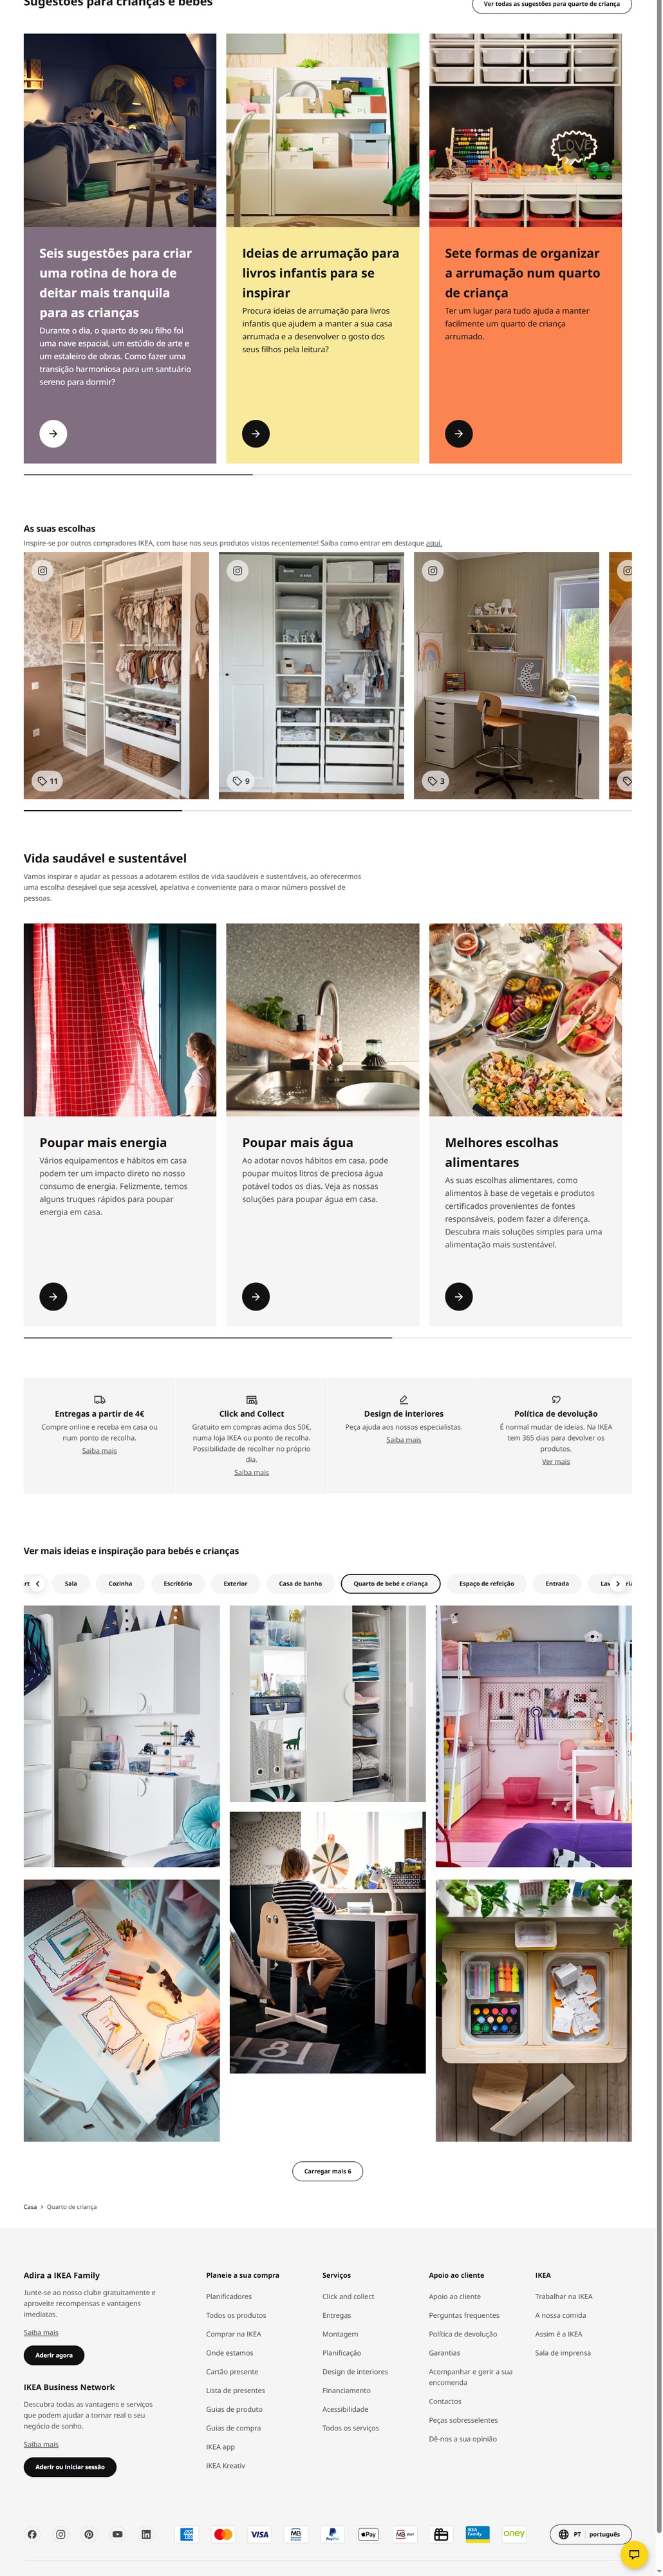 Sugestões para crianças e bebés
Ver todas as sugestões para quarto de criança
Seis sugestões para criar
uma rotina de hora de
deitar mais tranquila
para as crianças
Durante o dia, o quarto do seu filho foi
uma nave espacial, um estúdio de arte e
um estaleiro de obras. Como fazer uma
transição harmoniosa para um santuário
sereno para dormir?
Ideias de arrumação para
livros infantis para se
inspirar
Procura ideias de arrumação para livros
infantis que ajudem a manter a sua casa
arrumada e a desenvolver o gosto dos
seus filhos pela leitura?
LOVE
Sete formas de organizar
a arrumação num quarto
de criança
Ter um lugar para tudo ajuda a manter
facilmente um quarto de criança
arrumado.
As suas escolhas
Inspire-se por outros compradores IKEA, com base nos seus produtos vistos recentemente! Saiba como entrar em destaque aqui.
BABY
11
9
3
Vida saudável e sustentável
Vamos inspirar e ajudar as pessoas a adotarem estilos de vida saudáveis e sustentáveis, ao oferecermos
uma escolha desejável que seja acessível, apelativa e conveniente para o maior número possível de
pessoas.
Poupar mais energia
Vários equipamentos e hábitos em casa
podem ter um impacto direto no nosso
consumo de energia. Felizmente, temos
alguns truques rápidos para poupar
energia em casa.
Poupar mais água
Ao adotar novos hábitos em casa, pode
poupar muitos litros de preciosa água
potável todos os dias. Veja as nossas
soluções para poupar água em casa.
Melhores escolhas
alimentares
As suas escolhas alimentares, como
alimentos à base de vegetais e produtos
certificados provenientes de fontes
responsáveis, podem fazer a diferença.
Descubra mais soluções simples para uma
alimentação mais sustentável.
Entregas a partir de 4€
Compre online e receba em casa ou
num ponto de recolha.
Saiba mais
Click and Collect
Gratuito em compras acima dos 50€,
numa loja IKEA ou ponto de recolha.
Possibilidade de recolher no próprio
dia.
Saiba mais
Design de interiores
Peça ajuda aos nossos especialistas.
Saiba mais
Política de devolução
É normal mudar de ideias. Na IKEA
tem 365 dias para devolver os
produtos.
Ver mais
Ver mais ideias e inspiração para bebés e crianças
Sala
Cozinha
Escritório
Exterior
Casa de banho
Quarto de bebé e criança
Espaço de refeição
Entrada
Carregar mais 6
Casa
Quarto de criança
Adira a IKEA Family
Junte-se ao nosso clube gratuitamente e
aproveite recompensas e vantagens
imediatas.
Saiba mais
Aderir agora
IKEA Business Network
Descubra todas as vantagens e serviços
que podem ajudar a tornar real o seu
negócio de sonho.
Saiba mais
Aderir ou iniciar sessão
Planeie a sua compra
Planificadores
Todos os produtos
Comprar na IKEA
Onde estamos
Cartão presente
Lista de presentes
Guias de produto
Guias de compra
IKEA app
IKEA Kreativ
Serviços
Click and collect
Entregas
Montagem
Planificação
Design de interiores
Financiamento
Acessibilidade
Todos os serviços
Apoio ao cliente
Apoio ao cliente
Perguntas frequentes
Política de devolução
Garantias
Acompanhar e gerir a sua
encomenda
Contactos
Peças sobresselentes
Dê-nos a sua opinião
IKEA
Trabalhar na IKEA
A nossa comida
Assim é a IKEA
Sala de imprensa
VISA
MB
PayPal
Pay
MB WAY
IKEA
Family
oney
PT
português